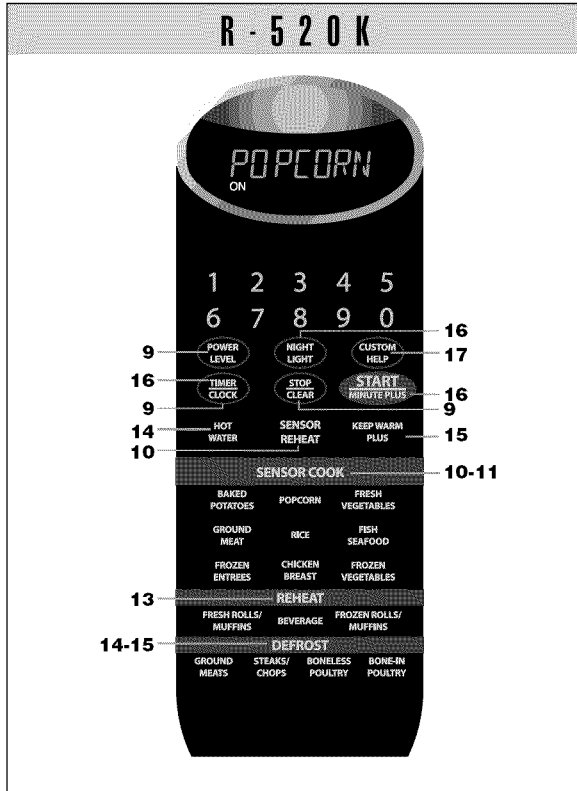 R-520K
POPCORN
ON
1 2 3 4 5
6 7 8 9 0
16
9 POWER LEVEL NIGHT LIGHT CUSTOM HELP 17
16 TIMER CLOCK STOP CLEAR START MINUTE PLUS 16
9 9
14 HOT WATER SENSOR REHEAT KEEP WARM PLUS 15
10
SENSOR COOK 10-11
BAKED POTATOES POPCORN FRESH VEGETABLES
GROUND MEAT RICE FISH SEAFOOD
FROZEN ENTREES CHICKEN BREAST FROZEN VEGETABLES
13 REHEAT
FRESH ROLLS/ MUFFINS BEVERAGE FROZEN ROLLS/ MUFFINS
14-15 DEFROST
GROUND MEATS STEAKS/ CHOPS BONELESS POULTRY BONE-IN POULTRY